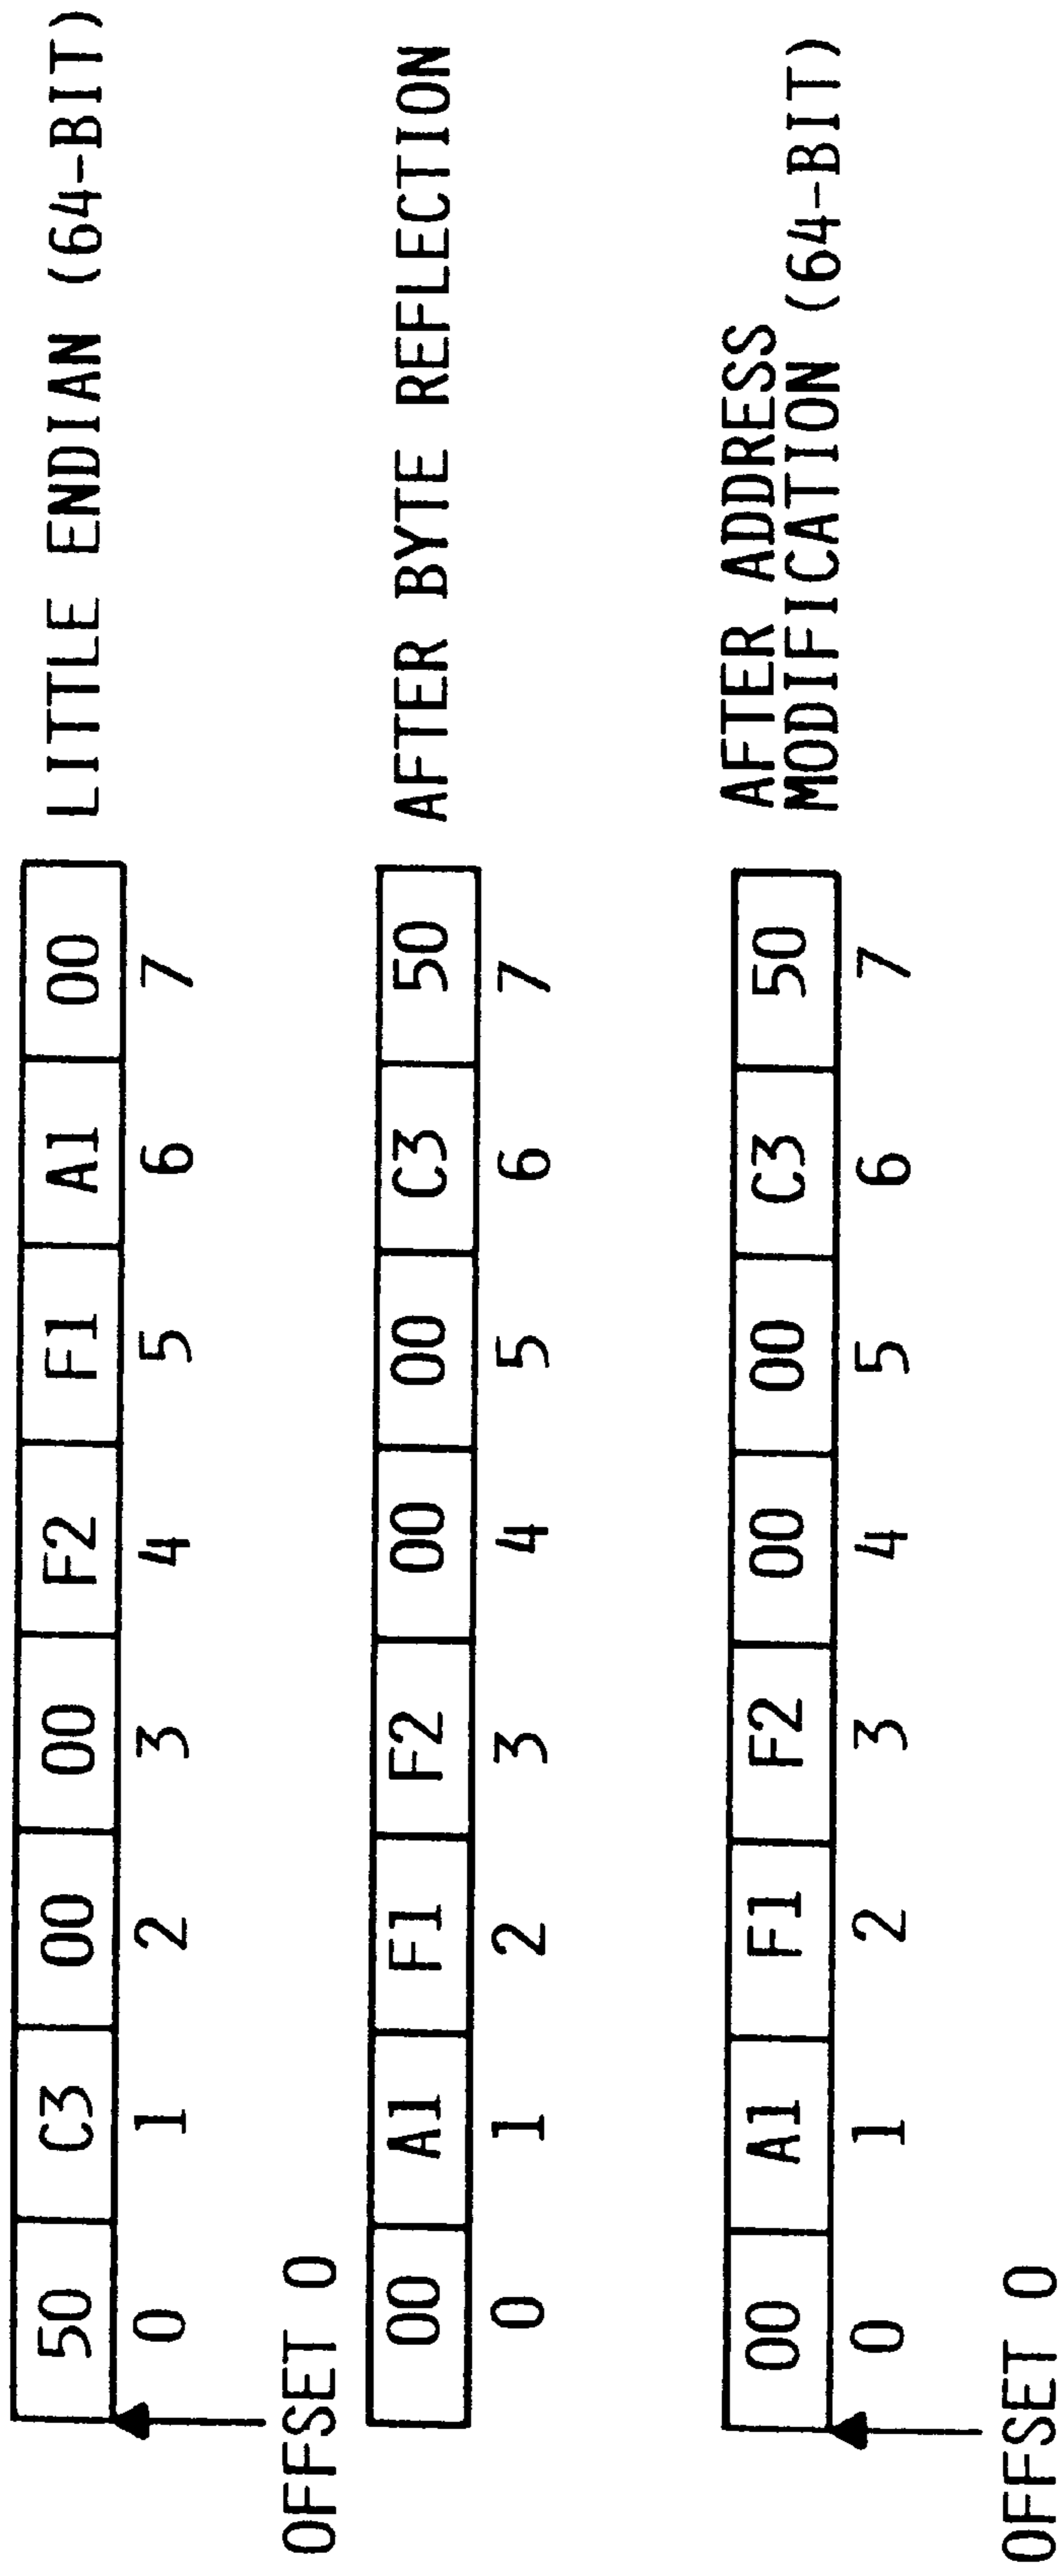 50 C3 00 00 F2 F1 A1 00 LITTLE ENDIAN (64-BIT)
0 1 2 3 4 5 6 7
OFFSET 0
00 A1 F1 F2 00 00 C3 50 AFTER BYTE REFLECTION
0 1 2 3 4 5 6 7
AFTER ADDRESS
00 A1 F1 F2 00 00 C3 50 MODIFICATION (64-BIT)
0 1 2 3 4 5 6 7
OFFSET 0